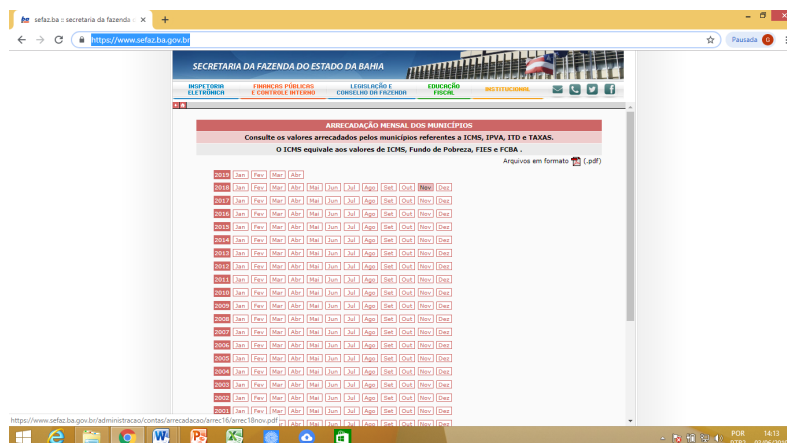 sefaz.ba :: secretaria da fazenda
https://www.sefaz.ba.gov.br
Pausada G
SECRETARIA DA FAZENDA DO ESTADO DA BAHIA
INSPETORIA ELETRÔNICA
FINANÇAS PÚBLICAS E CONTROLE INTERNO
LEGISLAÇÃO E CONSELHO DA FAZENDA
EDUCAÇÃO FISCAL
INSTITUCIONAL
ARRECADAÇÃO MENSAL DOS MUNICÍPIOS
Consulte os valores arrecadados pelos municípios referentes a ICMS, IPVA, ITD e TAXAS.
O ICMS equivale aos valores de ICMS, Fundo de Pobreza, FIES e FCBA .
Arquivos em formato (.pdf)
2019 Jan Fev Mar Abr
2018 Jan Fev Mar Abr Mai Jun Jul Ago Set Out Nov Dez
2017 Jan Fev Mar Abr Mai Jun Jul Ago Set Out Nov Dez
2016 Jan Fev Mar Abr Mai Jun Jul Ago Set Out Nov Dez
2015 Jan Fev Mar Abr Mai Jun Jul Ago Set Out Nov Dez
2014 Jan Fev Mar Abr Mai Jun Jul Ago Set Out Nov Dez
2013 Jan Fev Mar Abr Mai Jun Jul Ago Set Out Nov Dez
2012 Jan Fev Mar Abr Mai Jun Jul Ago Set Out Nov Dez
2011 Jan Fev Mar Abr Mai Jun Jul Ago Set Out Nov Dez
2010 Jan Fev Mar Abr Mai Jun Jul Ago Set Out Nov Dez
2009 Jan Fev Mar Abr Mai Jun Jul Ago Set Out Nov Dez
2008 Jan Fev Mar Abr Mai Jun Jul Ago Set Out Nov Dez
2007 Jan Fev Mar Abr Mai Jun Jul Ago Set Out Nov Dez
2006 Jan Fev Mar Abr Mai Jun Jul Ago Set Out Nov Dez
2005 Jan Fev Mar Abr Mai Jun Jul Ago Set Out Nov Dez
2004 Jan Fev Mar Abr Mai Jun Jul Ago Set Out Nov Dez
2003 Jan Fev Mar Abr Mai Jun Jul Ago Set Out Nov Dez
2002 Jan Fev Mar Abr Mai Jun Jul Ago Set Out Nov Dez
2001 Jan Fev Mar Abr Mai Jun Jul Ago Set Out Nov Dez
https://www.sefaz.ba.gov.br/administracao/contas/arrecadacao/arrec16/arrec18nov.pdf Abr Mai Jun Jul Ago Set Out Nov Dez
POR 14:13